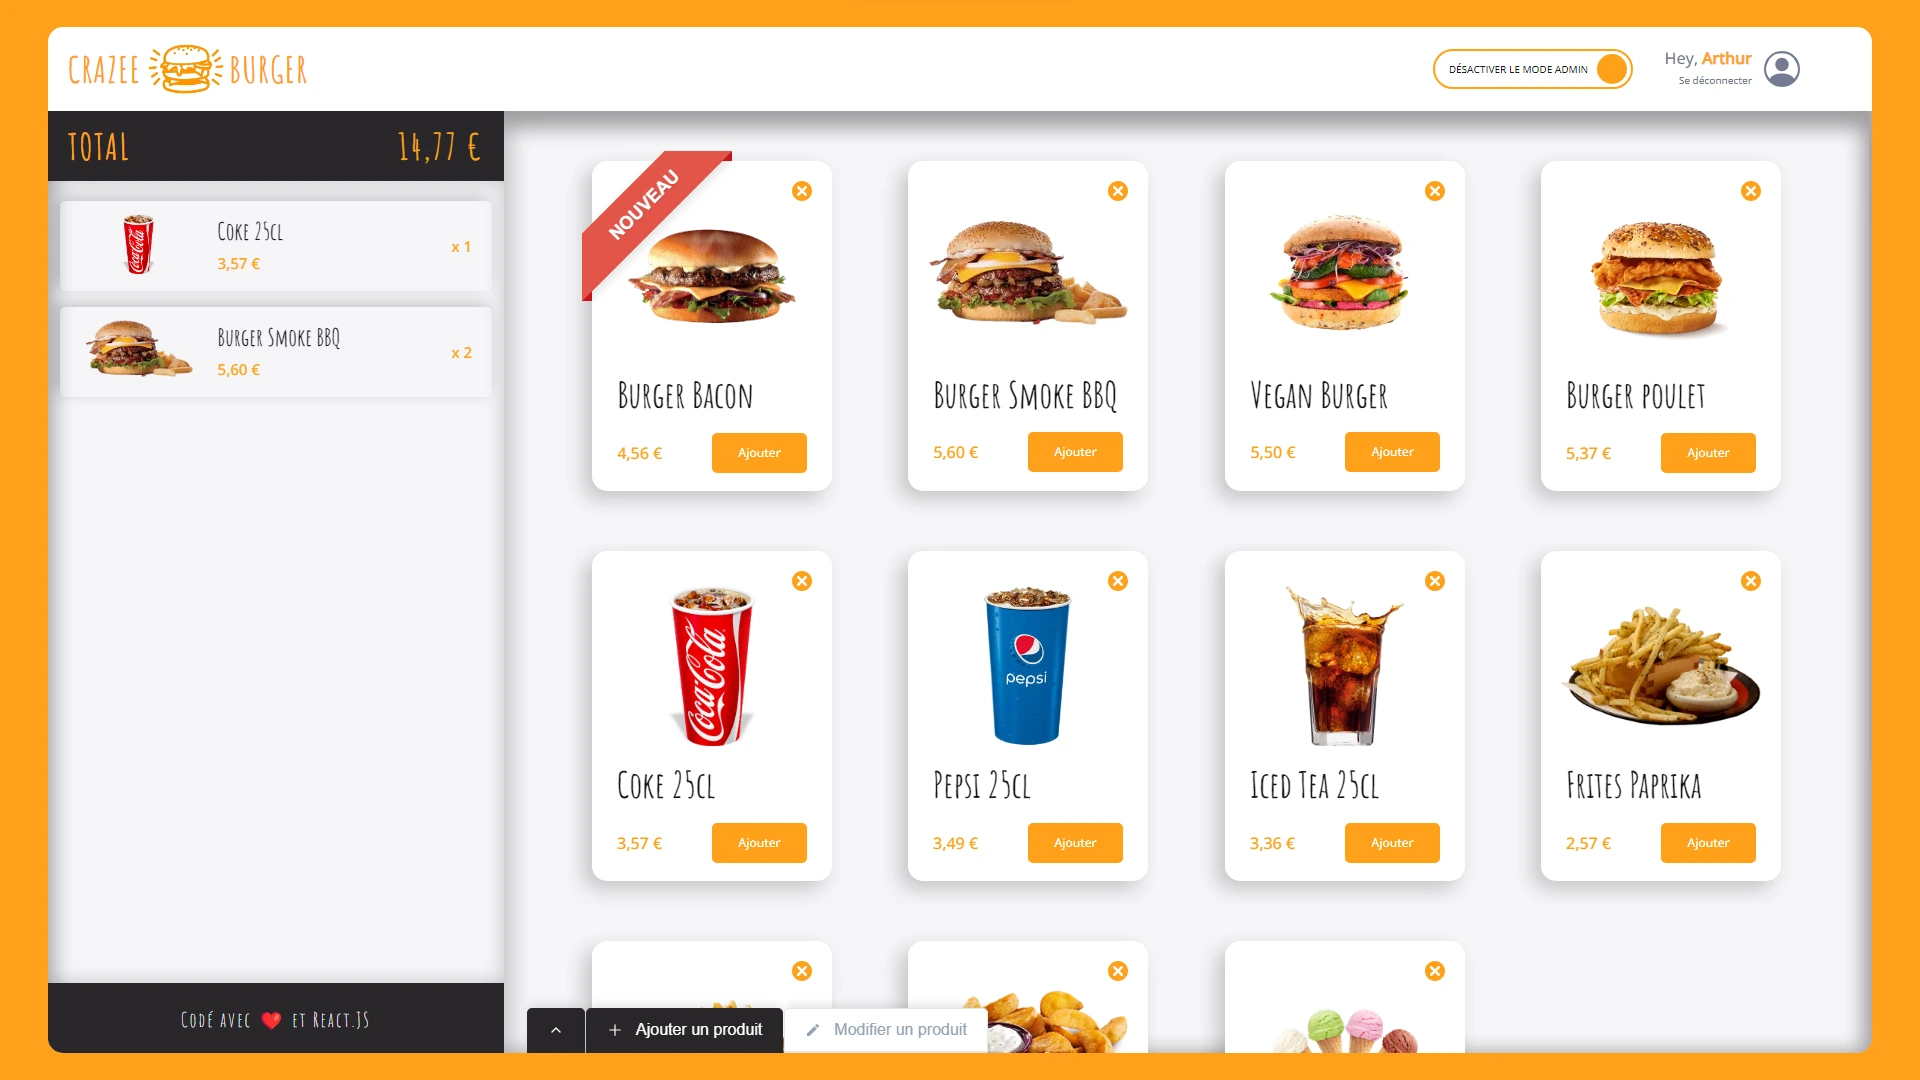 CRAZEE BURGER
DÉSACTIVER LE MODE ADMIN
Hey, Arthur
Se déconnecter
TOTAL 14,77 €
Coke 25cl
3,57 €
x 1
Burger Smoke BBQ
5,60 €
x 2
Codé avec ❤️ et React.JS
NOUVEAU
Burger Bacon
4,56 €
Ajouter
Burger Smoke BBQ
5,60 €
Ajouter
Vegan Burger
5,50 €
Ajouter
Burger poulet
5,37 €
Ajouter
Coca-Cola
Coke 25cl
3,57 €
Ajouter
pepsi
Pepsi 25cl
3,49 €
Ajouter
Iced Tea 25cl
3,36 €
Ajouter
Frites Paprika
2,57 €
Ajouter
Ajouter un produit
Modifier un produit